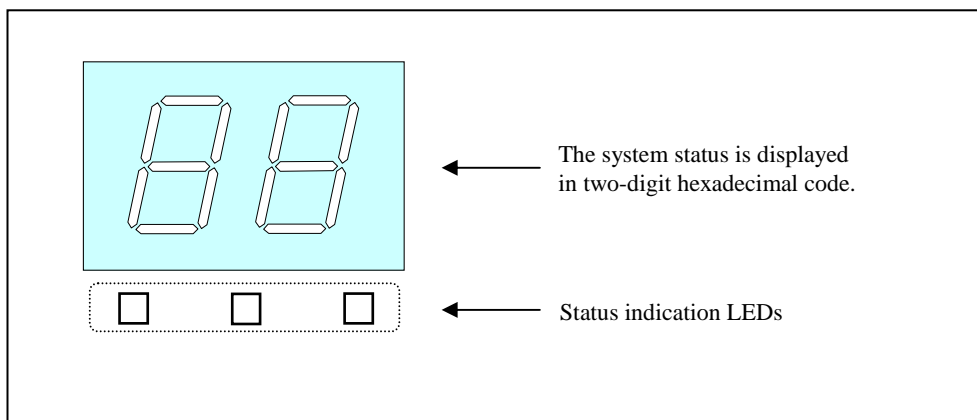 The system status is displayed
in two-digit hexadecimal code.
Status indication LEDs